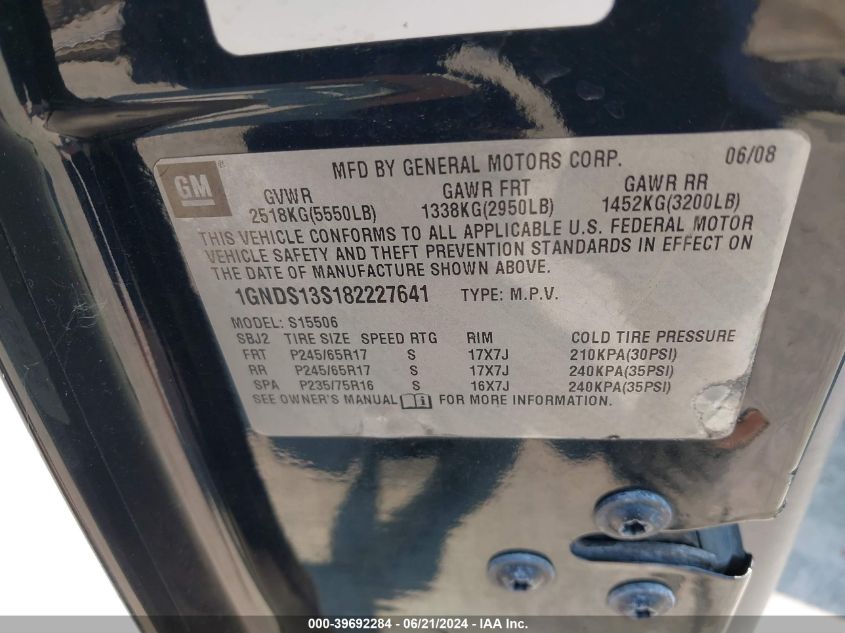 GM ® MFD BY GENERAL MOTORS CORP. 06/08
GVWR GAWR FRT GAWR RR
2518KG(5550LB) 1338KG(2950LB) 1452KG(3200LB)
THIS VEHICLE CONFORMS TO ALL APPLICABLE U.S. FEDERAL MOTOR
VEHICLE SAFETY AND THEFT PREVENTION STANDARDS IN EFFECT ON
THE DATE OF MANUFACTURE SHOWN ABOVE.
1GNDS13S182227641 TYPE: M.P.V.
MODEL: S15506
SBJ2 TIRE SIZE SPEED RTG RIM COLD TIRE PRESSURE
FRT P245/65R17 S 17X7J 210KPA(30PSI)
RR P245/65R17 S 17X7J 240KPA(35PSI)
SPA P235/75R16 S 16X7J 240KPA(35PSI)
SEE OWNER'S MANUAL i FOR MORE INFORMATION.
000-39692284 - 06/21/2024 - IAA Inc.